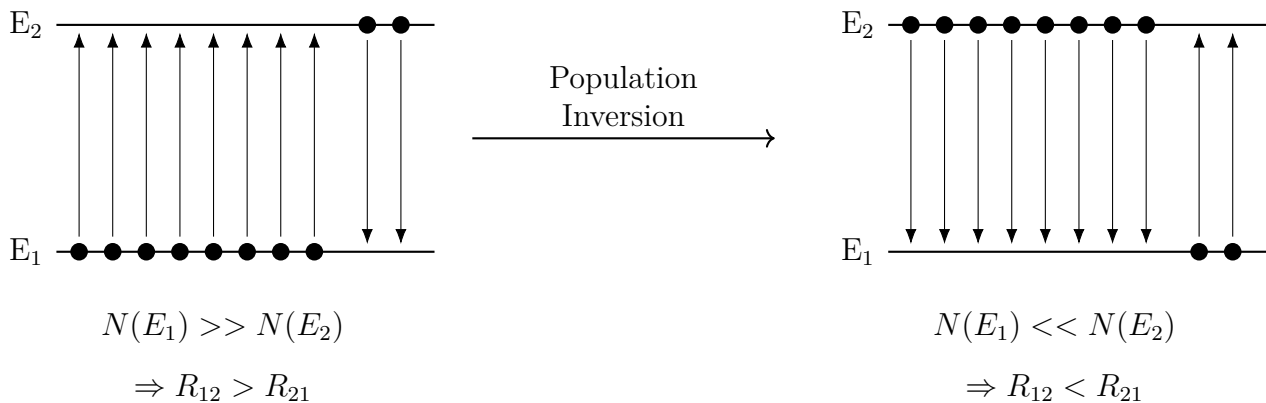 E₂
E₁
N(E₁) >> N(E₂)
⇒ R₁₂ > R₂₁
Population
Inversion
E₂
E₁
N(E₁) << N(E₂)
⇒ R₁₂ < R₂₁